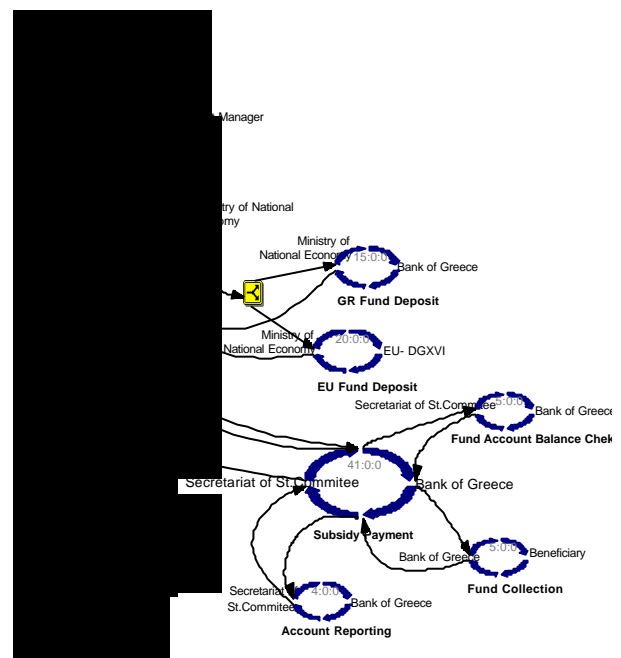 Manager
try of National
omy
Ministry of
National Economy
15:0:0
Bank of Greece
GR Fund Deposit
Ministry of
National Economy
20:0:0
EU- DGXVI
EU Fund Deposit
Secretariat of St.Commitee
5:0:0
Bank of Greece
Fund Account Balance Chek
41:0:0
Secretariat of St.Commitee
Bank of Greece
Subsidy Payment
Bank of Greece
5:0:0
Beneficiary
Fund Collection
Secretariat
St.Commitee
4:0:0
Bank of Greece
Account Reporting